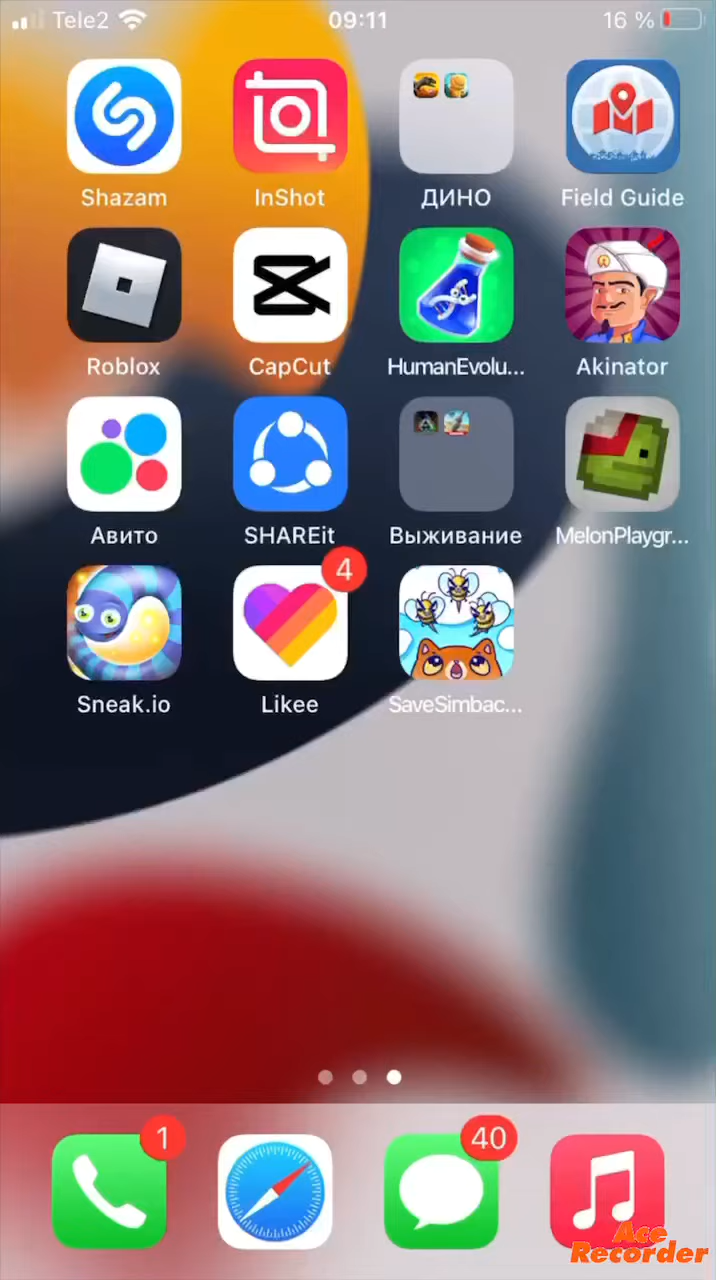 Tele2 09:11 16 %
Shazam InShot ДИНО Field Guide
Roblox CapCut HumanEvolu... Akinator
Авито SHAREit Выживание MelonPlaygr...
4
Sneak.io Likee SaveSimbac...
1 40
Ace
Recorder